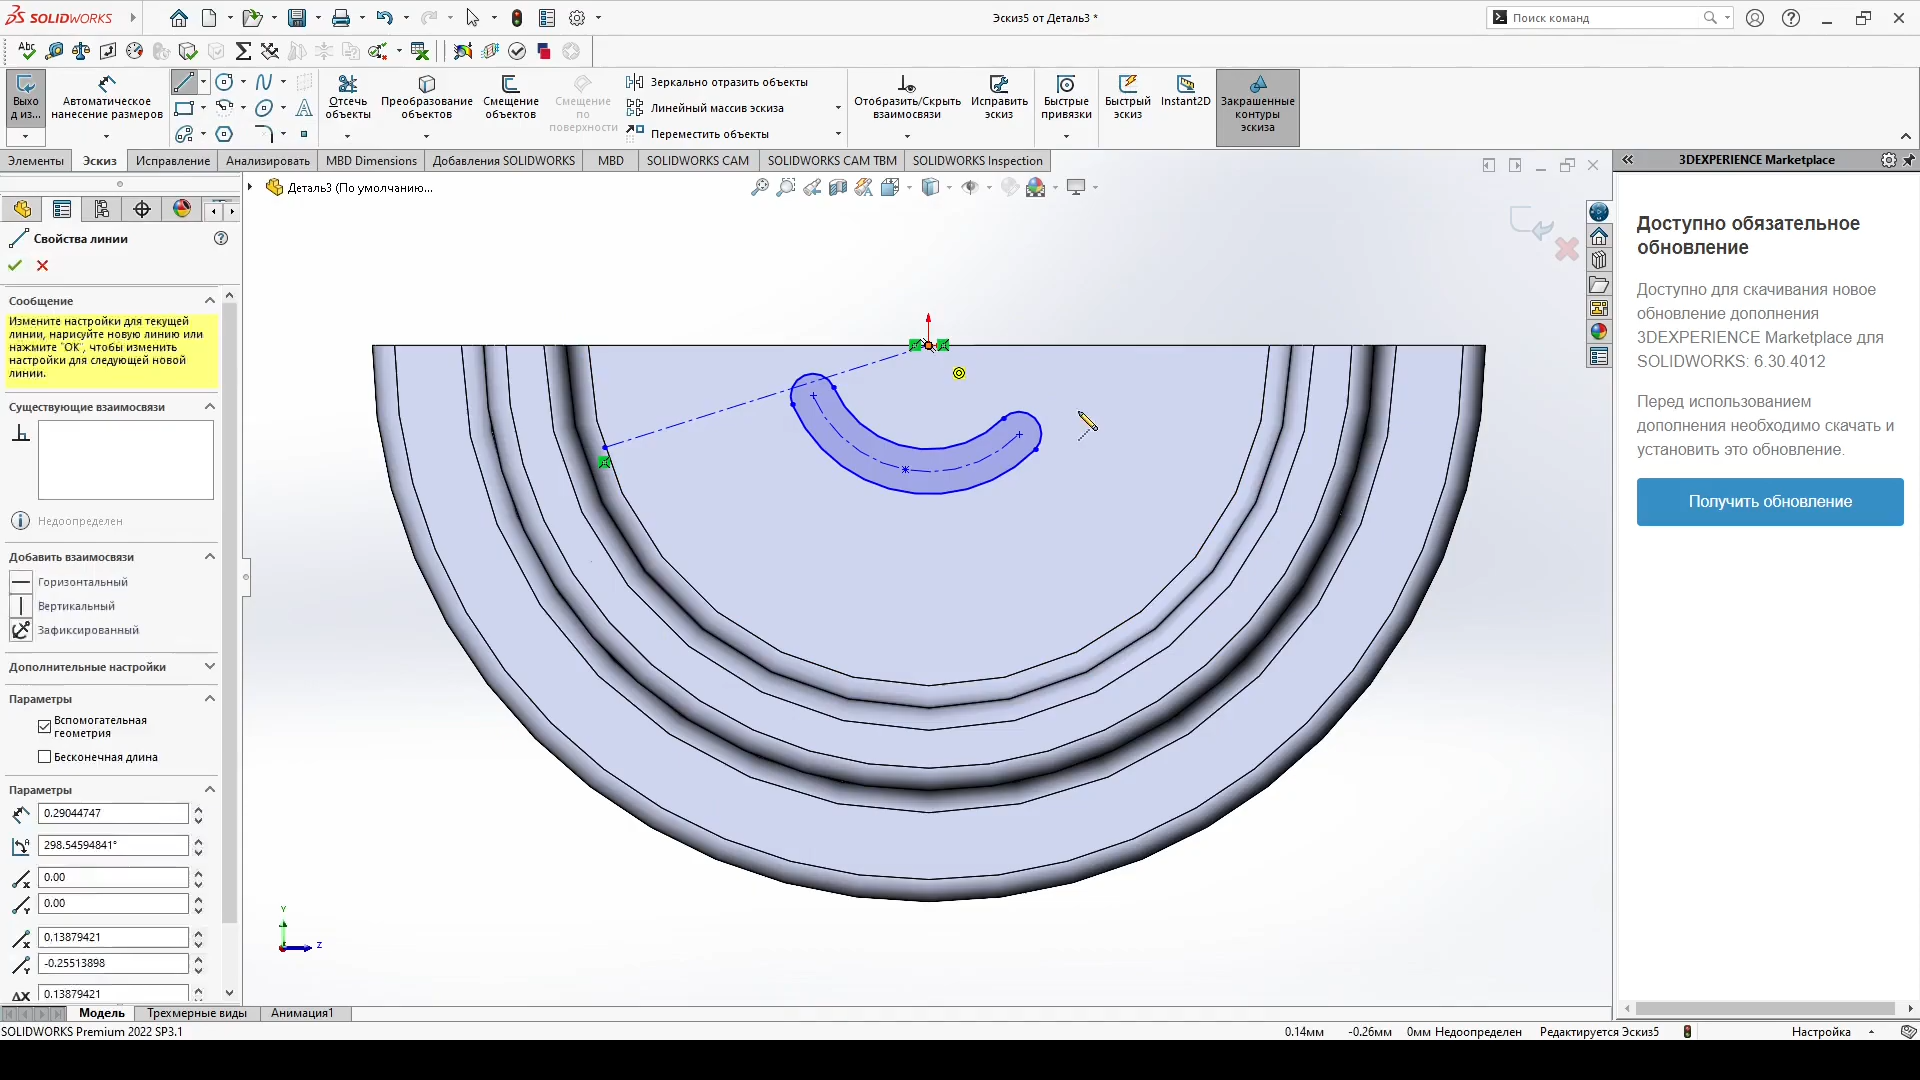 SOLIDWORKS
Эскиз5 от Деталь3 *
Поиск команд
Abc
Выхо
д из...
Автоматическое
нанесение размеров
Отсечь
объекты
Преобразование
объектов
Смещение
объектов
Смещение
по
поверхности
Зеркально отразить объекты
Линейный массив эскиза
Переместить объекты
Отобразить/Скрыть
взаимосвязи
Исправить
эскиз
Быстрые
привязки
Быстрый
эскиз
Instant2D
Закрашенные
контуры
эскиза
Элементы
Эскиз
Исправление
Анализировать
MBD Dimensions
Добавления SOLIDWORKS
MBD
SOLIDWORKS CAM
SOLIDWORKS CAM TBM
SOLIDWORKS Inspection
3DEXPERIENCE Marketplace
Деталь3 (По умолчанию...
Свойства линии
Сообщение
Измените настройки для текущей
линии, нарисуйте новую линию или
нажмите "ОК", чтобы изменить
настройки для следующей новой
линии.
Существующие взаимосвязи
Недоопределен
Добавить взаимосвязи
Горизонтальный
Вертикальный
Зафиксированный
Дополнительные настройки
Параметры
Вспомогательная
геометрия
Бесконечная длина
Параметры
0.29044747
298.54594841°
0.00
0.00
0.13879421
-0.25513898
ΔX
0.13879421
Y
Z
Доступно обязательное
обновление
Доступно для скачивания новое
обновление дополнения
3DEXPERIENCE Marketplace для
SOLIDWORKS: 6.30.4012
Перед использованием
дополнения необходимо скачать и
установить это обновление.
Получить обновление
Модель
Трехмерные виды
Анимация1
SOLIDWORKS Premium 2022 SP3.1
0.14мм
-0.26мм
0мм Недоопределен
Редактируется Эскиз5
Настройка